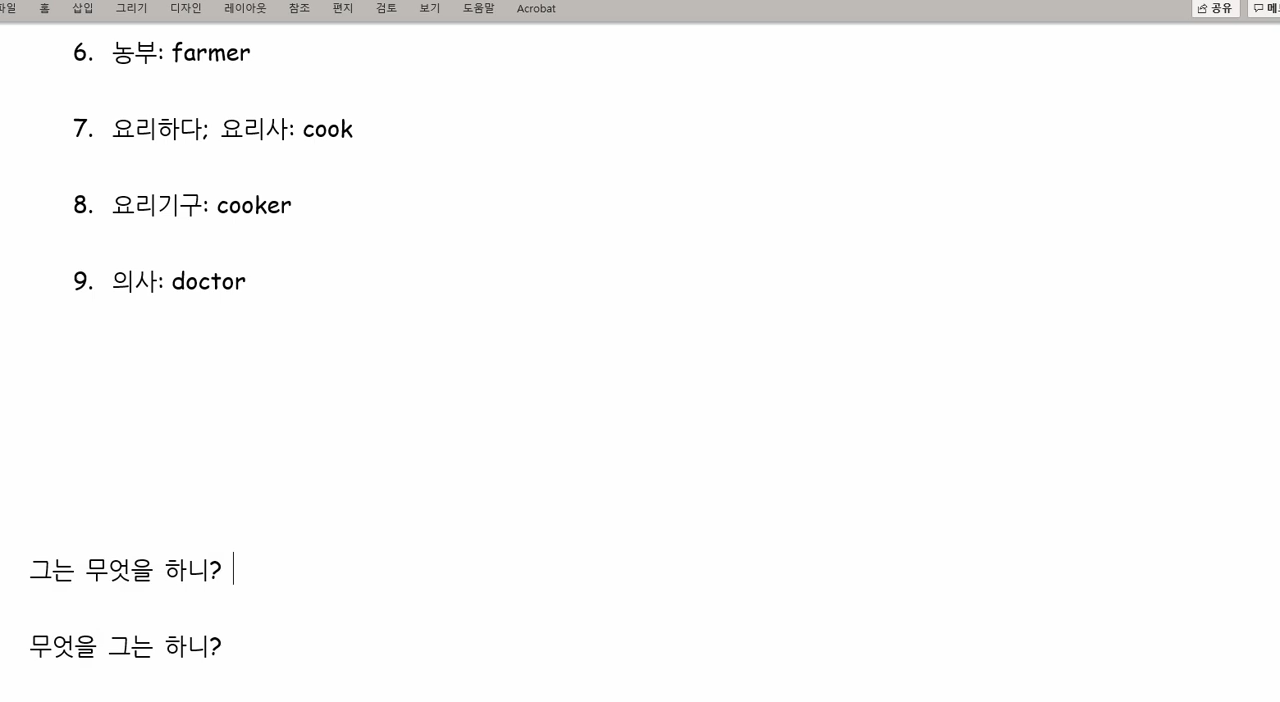 파일 홈 삽입 그리기 디자인 레이아웃 참조 편지 검토 보기 도움말 Acrobat 공유
6. 농부: farmer
7. 요리하다; 요리사: cook
8. 요리기구: cooker
9. 의사: doctor
그는 무엇을 하니?
무엇을 그는 하니?